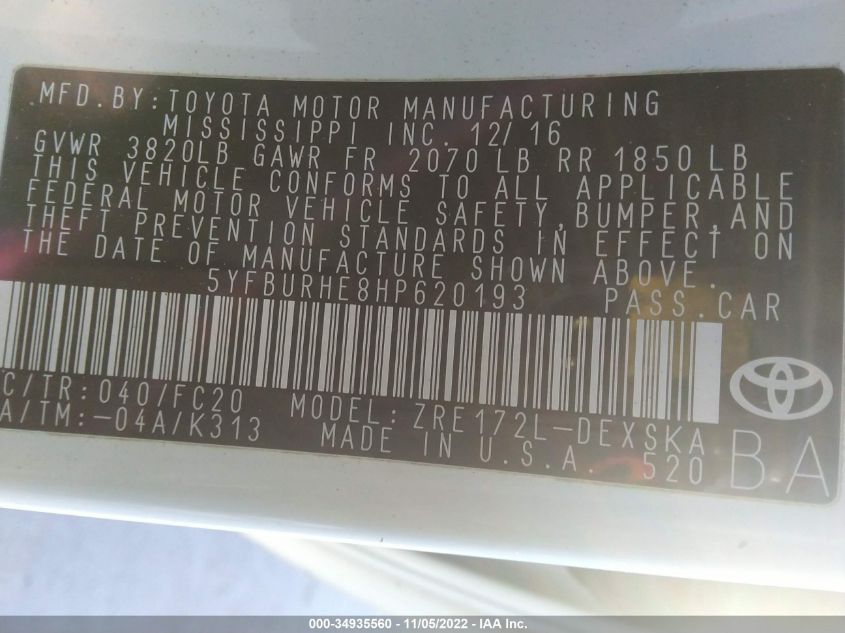 MFD.BY:TOYOTA MOTOR MANUFACTURING
MISSISSIPPI INC. 12/16
GVWR 3820LB GAWR FR 2070 LB RR 1850LB
THIS VEHICLE CONFORMS TO ALL APPLICABLE
FEDERAL MOTOR VEHICLE SAFETY,BUMPER,AND
THEFT PREVENTION STANDARDS IN EFFECT ON
THE DATE OF MANUFACTURE SHOWN ABOVE.
5YFBURHE8HP620193 PASS.CAR
C/TR:040/FC20 MODEL:ZRE172L-DEXSKA
A/TM:-04A/K313 MADE IN U.S.A. 520 BA
000-34935560 - 11/05/2022 - IAA Inc.